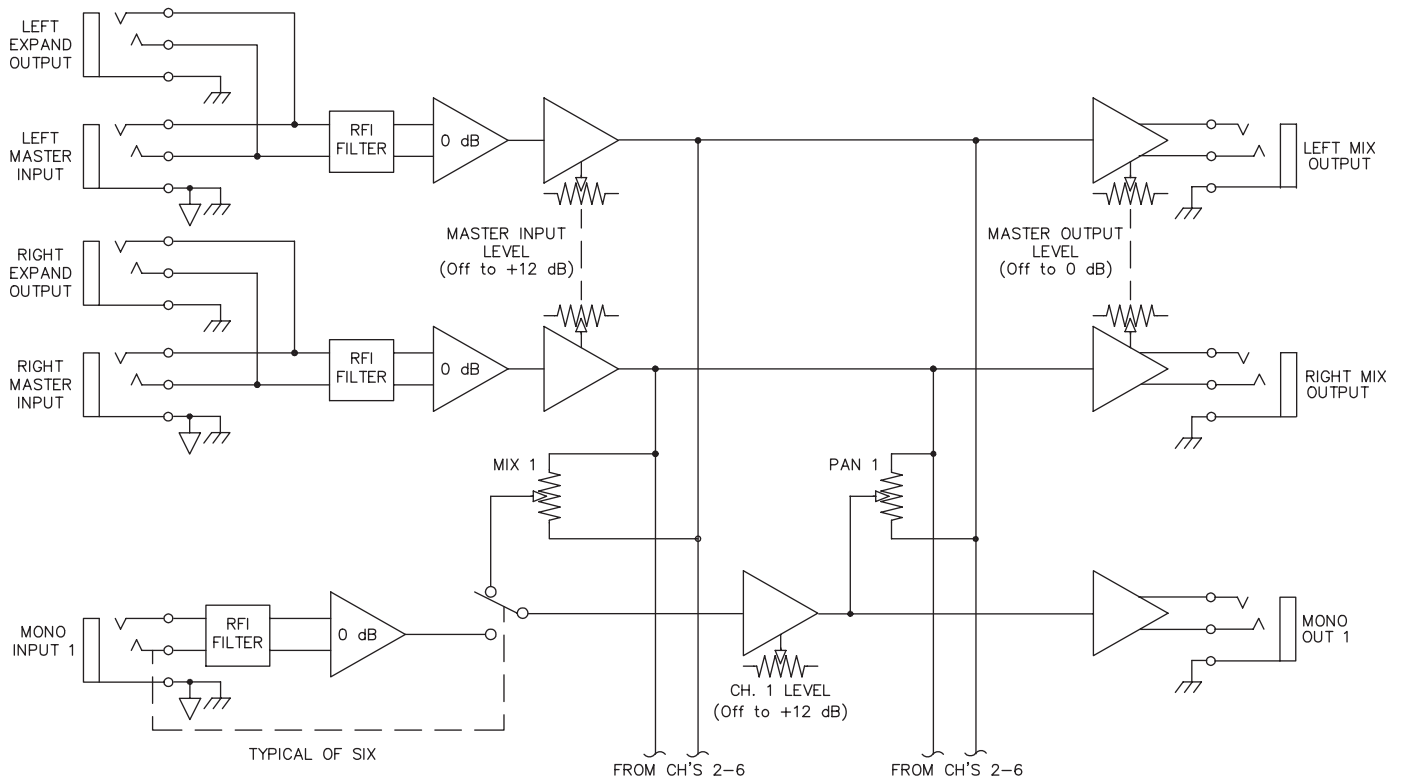 LEFT
EXPAND
OUTPUT
LEFT
MASTER
INPUT
RFI
FILTER
0 dB
LEFT MIX
OUTPUT
MASTER INPUT
LEVEL
(Off to +12 dB)
MASTER OUTPUT
LEVEL
(Off to 0 dB)
RIGHT
EXPAND
OUTPUT
RIGHT
MASTER
INPUT
RFI
FILTER
0 dB
RIGHT MIX
OUTPUT
MIX 1
PAN 1
MONO
INPUT 1
RFI
FILTER
0 dB
MONO
OUT 1
CH. 1 LEVEL
(Off to +12 dB)
TYPICAL OF SIX
FROM CH'S 2-6
FROM CH'S 2-6